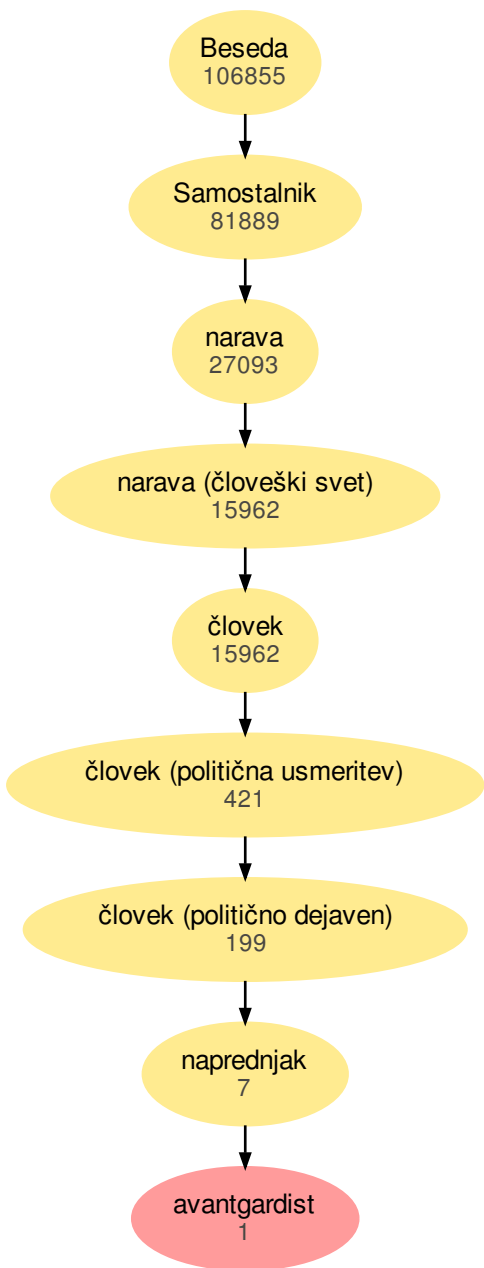 Beseda
106855
Samostalnik
81889
narava
27093
narava (človeški svet)
15962
človek
15962
človek (politična usmeritev)
421
človek (politično dejaven)
199
naprednjak
7
avantgardist
1